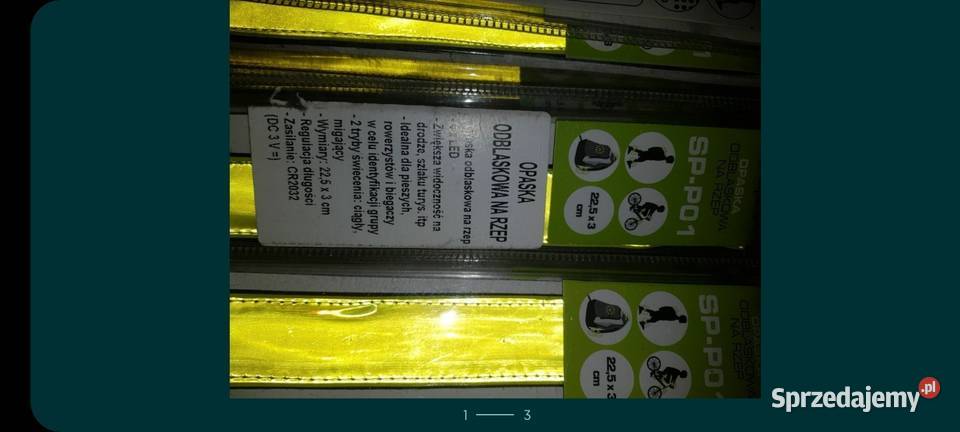 OPASKA
ODBLASKOWA NA RZEP
odblaskowa na rzep
LED
- Zwiększa widoczność na
drodze, szlaku turys. itp
- Idealna dla pieszych,
rowerzystow i biegaczy
w celu identyfikacji grupy
- 2 tryby świecenia: ciągły,
migający
- Wymiary: 22,5 x 3 cm
- Regulacja długości
- Zasilanie: CR2032
(DC 3 V =)
OPASKA
ODBLASKOWA
NA RZEP
SP-P01
22,5 x 3
cm
ODBLASKOWA
NA RZEP
SP-P0
22,5 x 3
cm
Sprzedajemy.pl
1
3